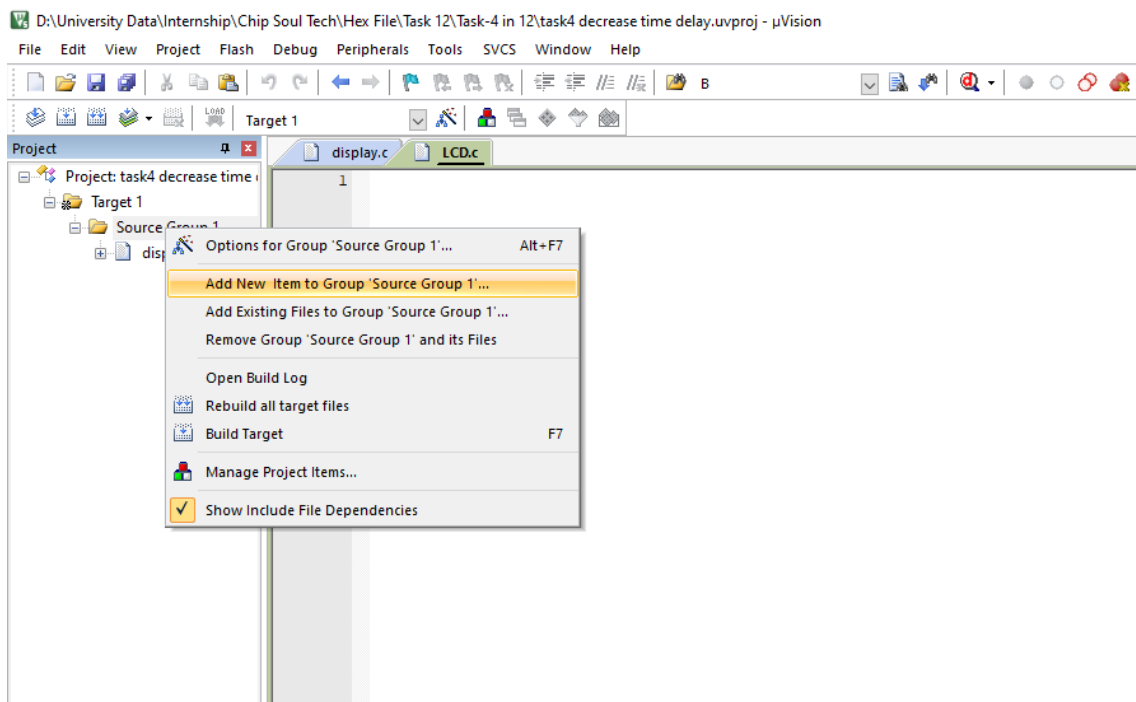 D:\University Data\Internship\Chip Soul Tech\Hex File\Task 12\Task-4 in 12\task4 decrease time delay.uvproj - µVision
File Edit View Project Flash Debug Peripherals Tools SVCS Window Help
B
LOAD Target 1
Project
display.c LCD.c
Project: task4 decrease time
1
Target 1
Source Group 1
disp
Options for Group 'Source Group 1'... Alt+F7
Add New Item to Group 'Source Group 1'...
Add Existing Files to Group 'Source Group 1'...
Remove Group 'Source Group 1' and its Files
Open Build Log
Rebuild all target files
Build Target F7
Manage Project Items...
Show Include File Dependencies